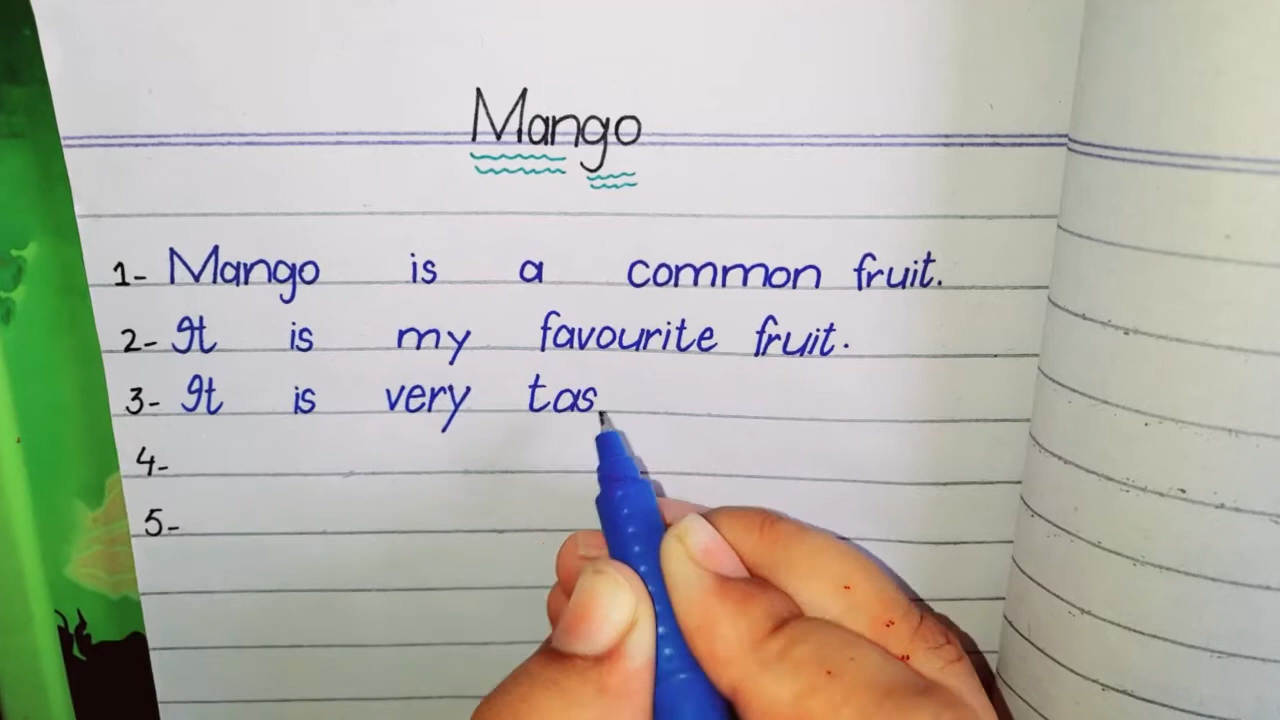 Mango
1- Mango is a common fruit.
2- It is my favourite fruit.
3- It is very tas
4-
5-